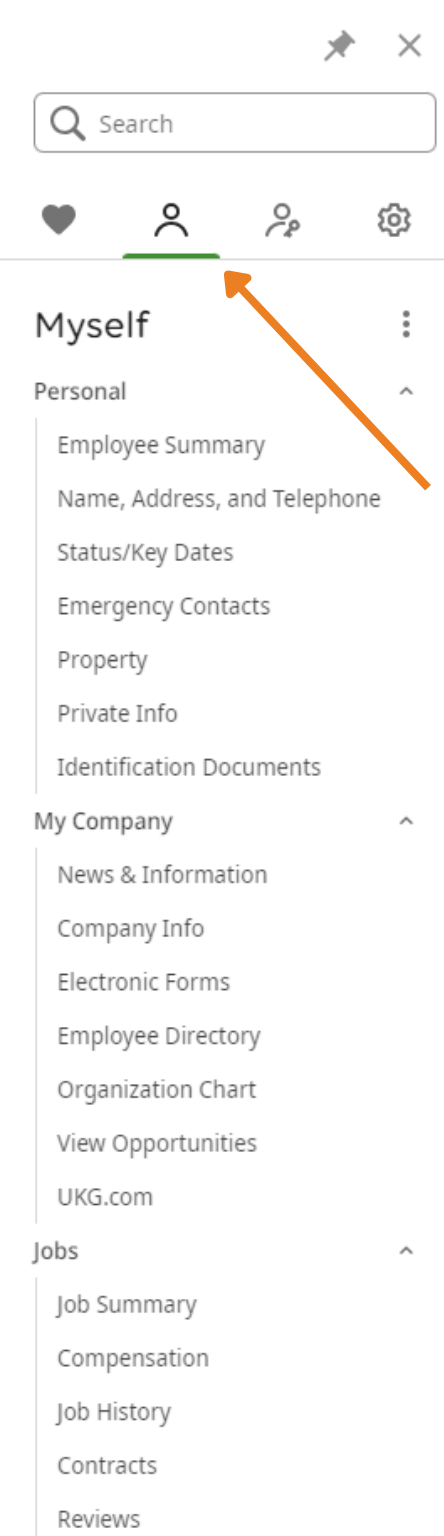 Search
Myself
Personal
Employee Summary
Name, Address, and Telephone
Status/Key Dates
Emergency Contacts
Property
Private Info
Identification Documents
My Company
News & Information
Company Info
Electronic Forms
Employee Directory
Organization Chart
View Opportunities
UKG.com
Jobs
Job Summary
Compensation
Job History
Contracts
Reviews